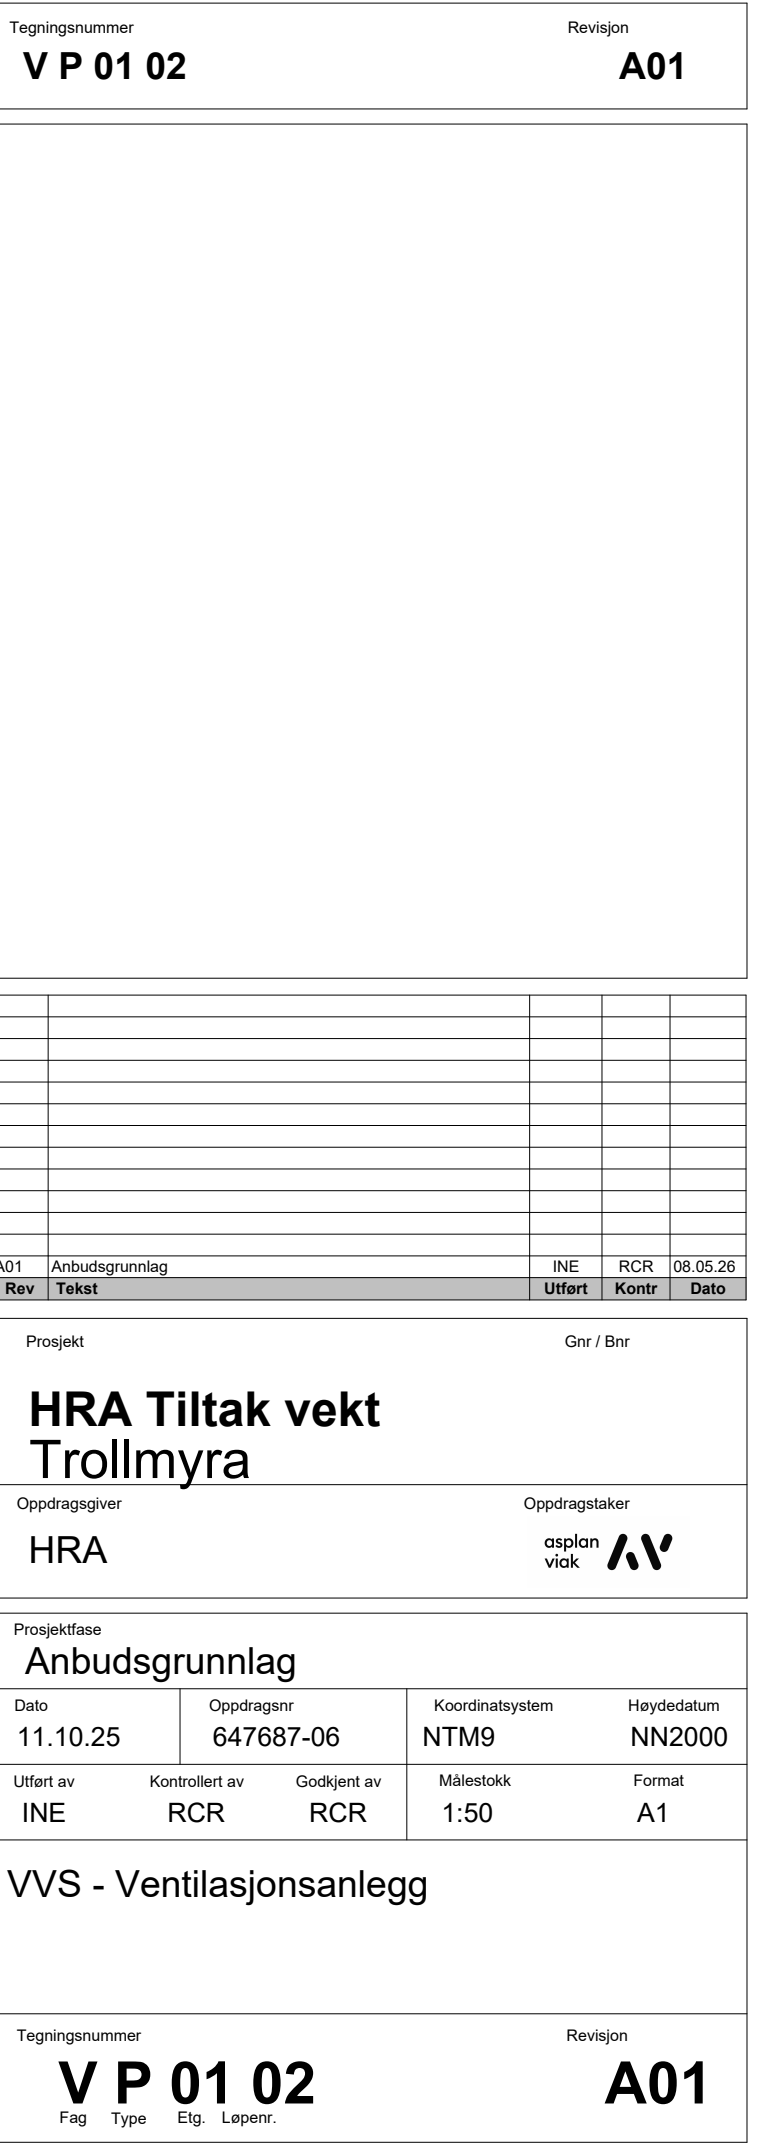 Tegningsnummer Revisjon
V P 01 02 A01
A01 Anbudsgrunnlag INE RCR 08.05.26
Rev Tekst Utført Kontr Dato
Prosjekt Gnr / Bnr
HRA Tiltak vekt
Trollmyra
Oppdragsgiver Oppdragstaker
HRA asplan
viak
Prosjektfase
Anbudsgrunnlag
Dato Oppdragsnr Koordinatsystem Høydedatum
11.10.25 647687-06 NTM9 NN2000
Utført av Kontrollert av Godkjent av Målestokk Format
INE RCR RCR 1:50 A1
VVS - Ventilasjonsanlegg
Tegningsnummer Revisjon
V P 01 02 A01
Fag Type Etg. Løpenr.